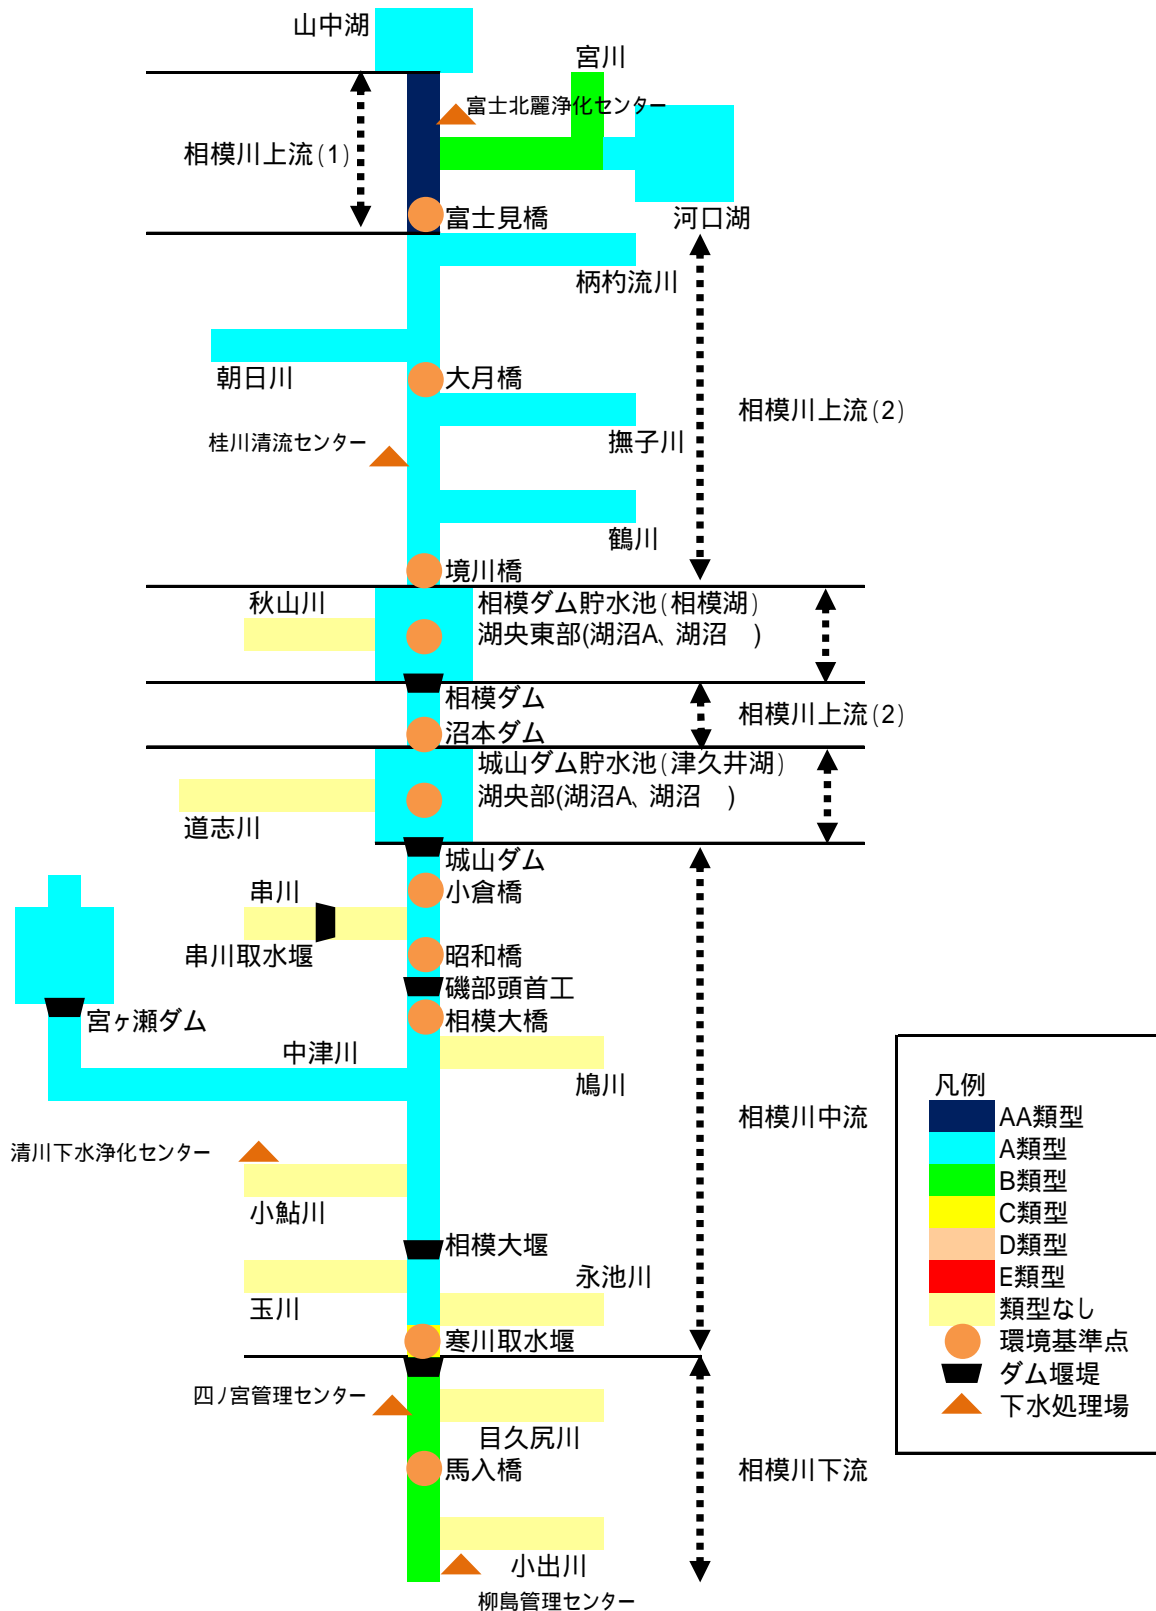 山中湖
宮川
富士北麗浄化センター
相模川上流(1)
富士見橋
河口湖
柄杓流川
朝日川
大月橋
相模川上流(2)
桂川清流センター
撫子川
鶴川
境川橋
秋山川
相模ダム貯水池(相模湖)
湖央東部(湖沼A、湖沼　)
相模ダム
相模川上流(2)
沼本ダム
城山ダム貯水池(津久井湖)
湖央部(湖沼A、湖沼　)
道志川
城山ダム
小倉橋
串川
串川取水堰
昭和橋
磯部頭首工
宮ヶ瀬ダム
相模大橋
中津川
鳩川
相模川中流
清川下水浄化センター
小鮎川
相模大堰
永池川
玉川
寒川取水堰
四ノ宮管理センター
目久尻川
馬入橋
相模川下流
小出川
柳島管理センター
凡例
AA類型
A類型
B類型
C類型
D類型
E類型
類型なし
環境基準点
ダム堰堤
下水処理場